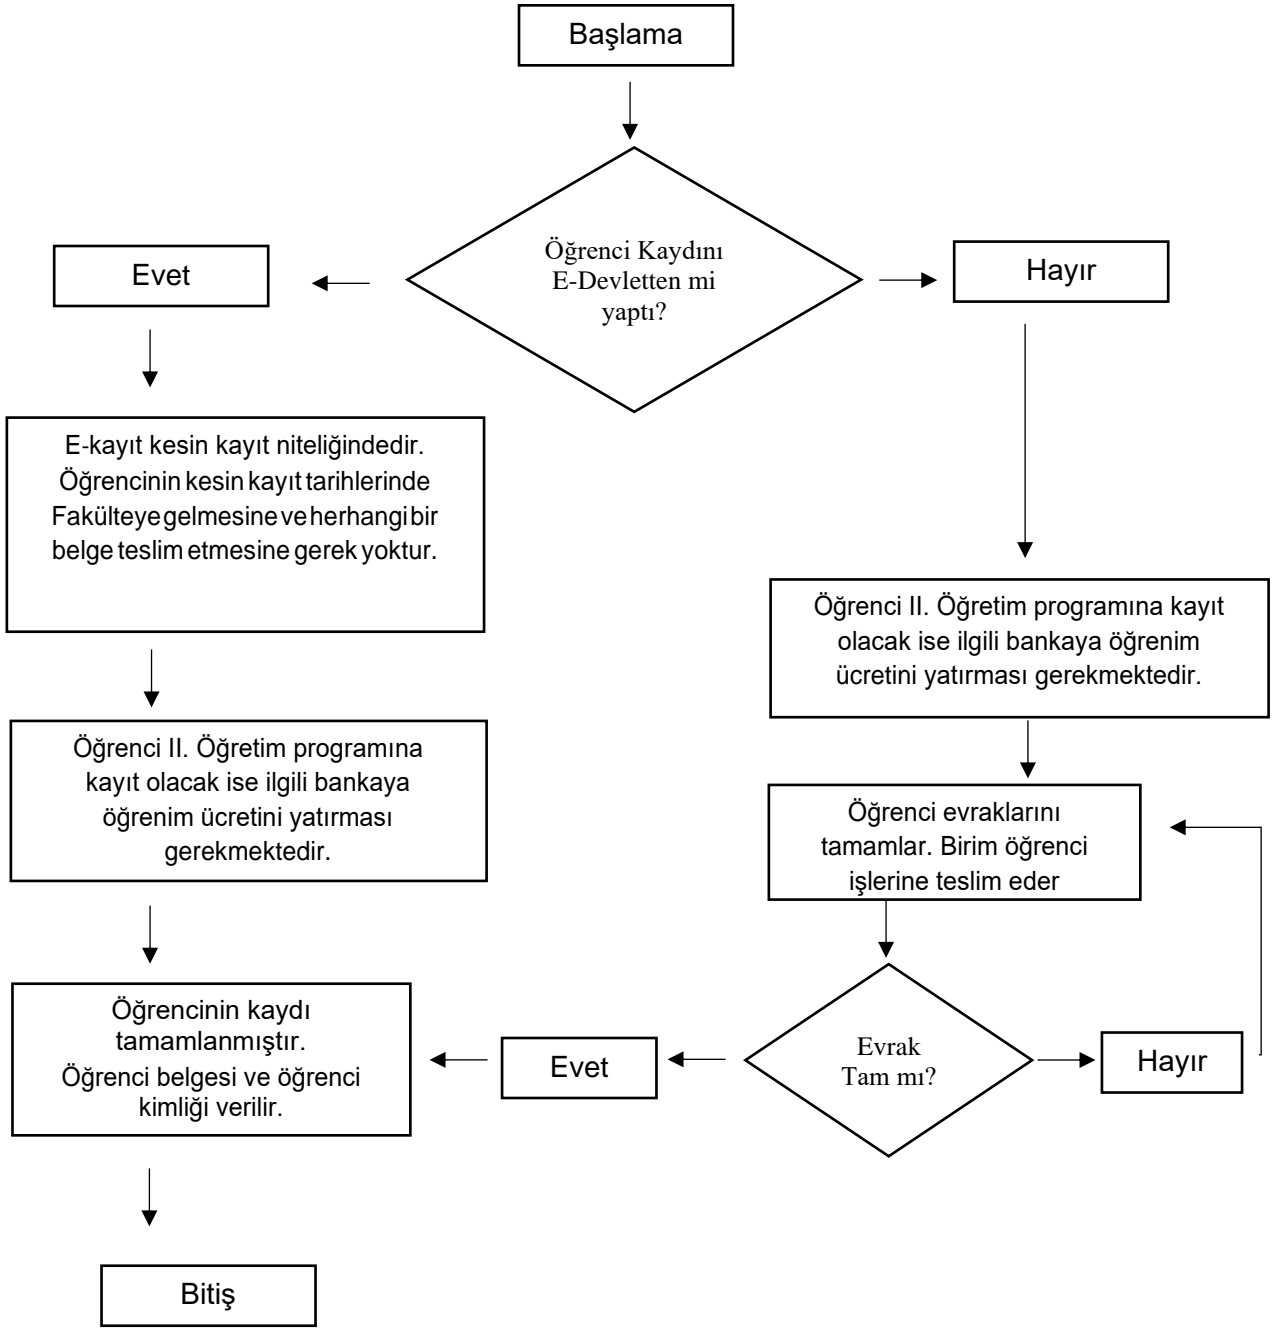 Başlama
Öğrenci Kaydını
E-Devletten mi
yaptı?
Evet
Hayır
E-kayıt kesin kayıt niteliğindedir.
Öğrencinin kesin kayıt tarihlerinde
Fakülteye gelmesine ve herhangi bir
belge teslim etmesine gerek yoktur.
Öğrenci II. Öğretim programına kayıt
olacak ise ilgili bankaya öğrenim
ücretini yatırması gerekmektedir.
Öğrenci II. Öğretim programına
kayıt olacak ise ilgili bankaya
öğrenim ücretini yatırması
gerekmektedir.
Öğrenci evraklarını
tamamlar. Birim öğrenci
işlerine teslim eder
Öğrencinin kaydı
tamamlanmıştır.
Öğrenci belgesi ve öğrenci
kimliği verilir.
Evet
Evrak
Tam mı?
Hayır
Bitiş